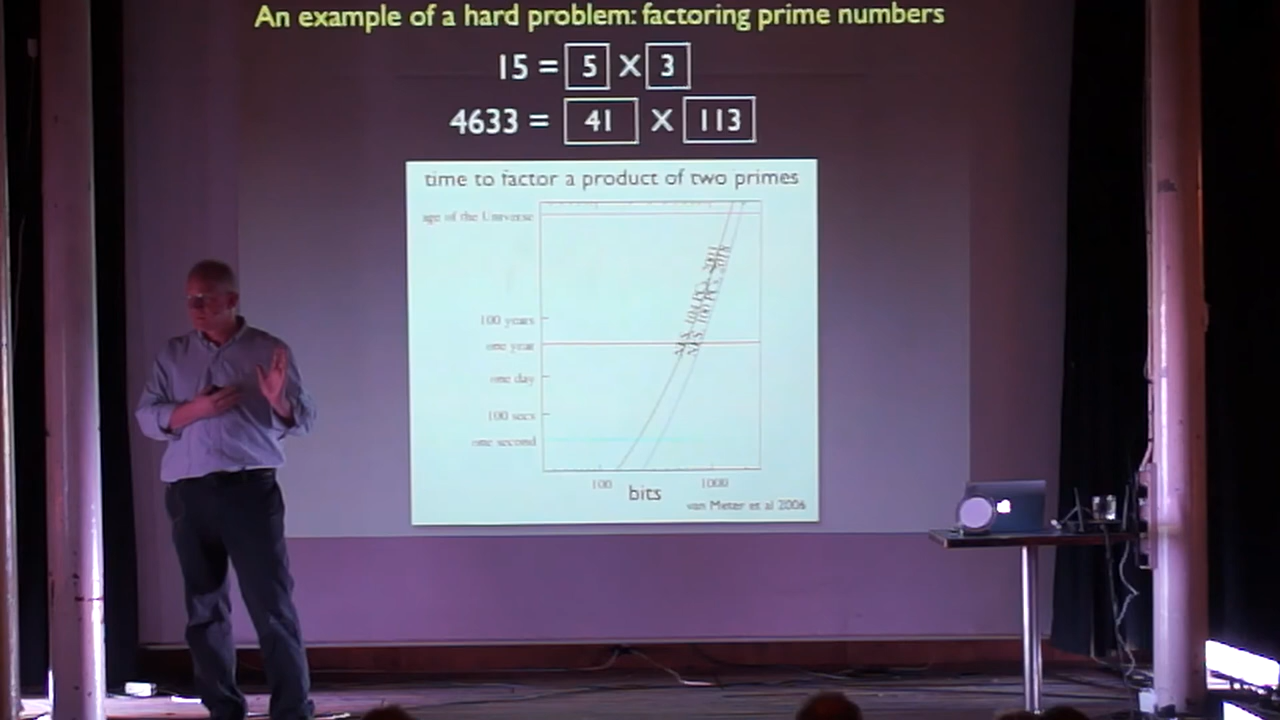 An example of a hard problem: factoring prime numbers
15 = 5 X 3
4633 = 41 X 113
time to factor a product of two primes
age of the Universe
100 years
one year
one day
100 secs
one second
100 1000
bits
van Meter et al 2006